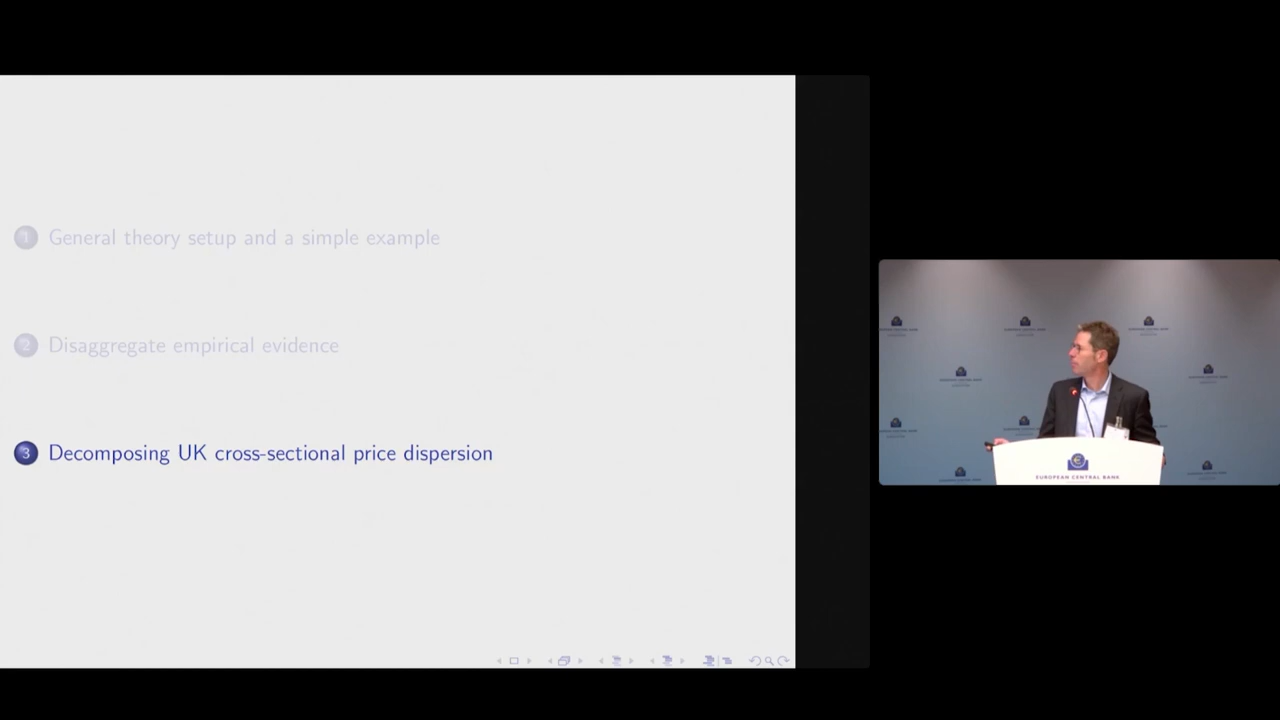 1 General theory setup and a simple example
2 Disaggregate empirical evidence
3 Decomposing UK cross-sectional price dispersion
EUROPEAN CENTRAL BANK